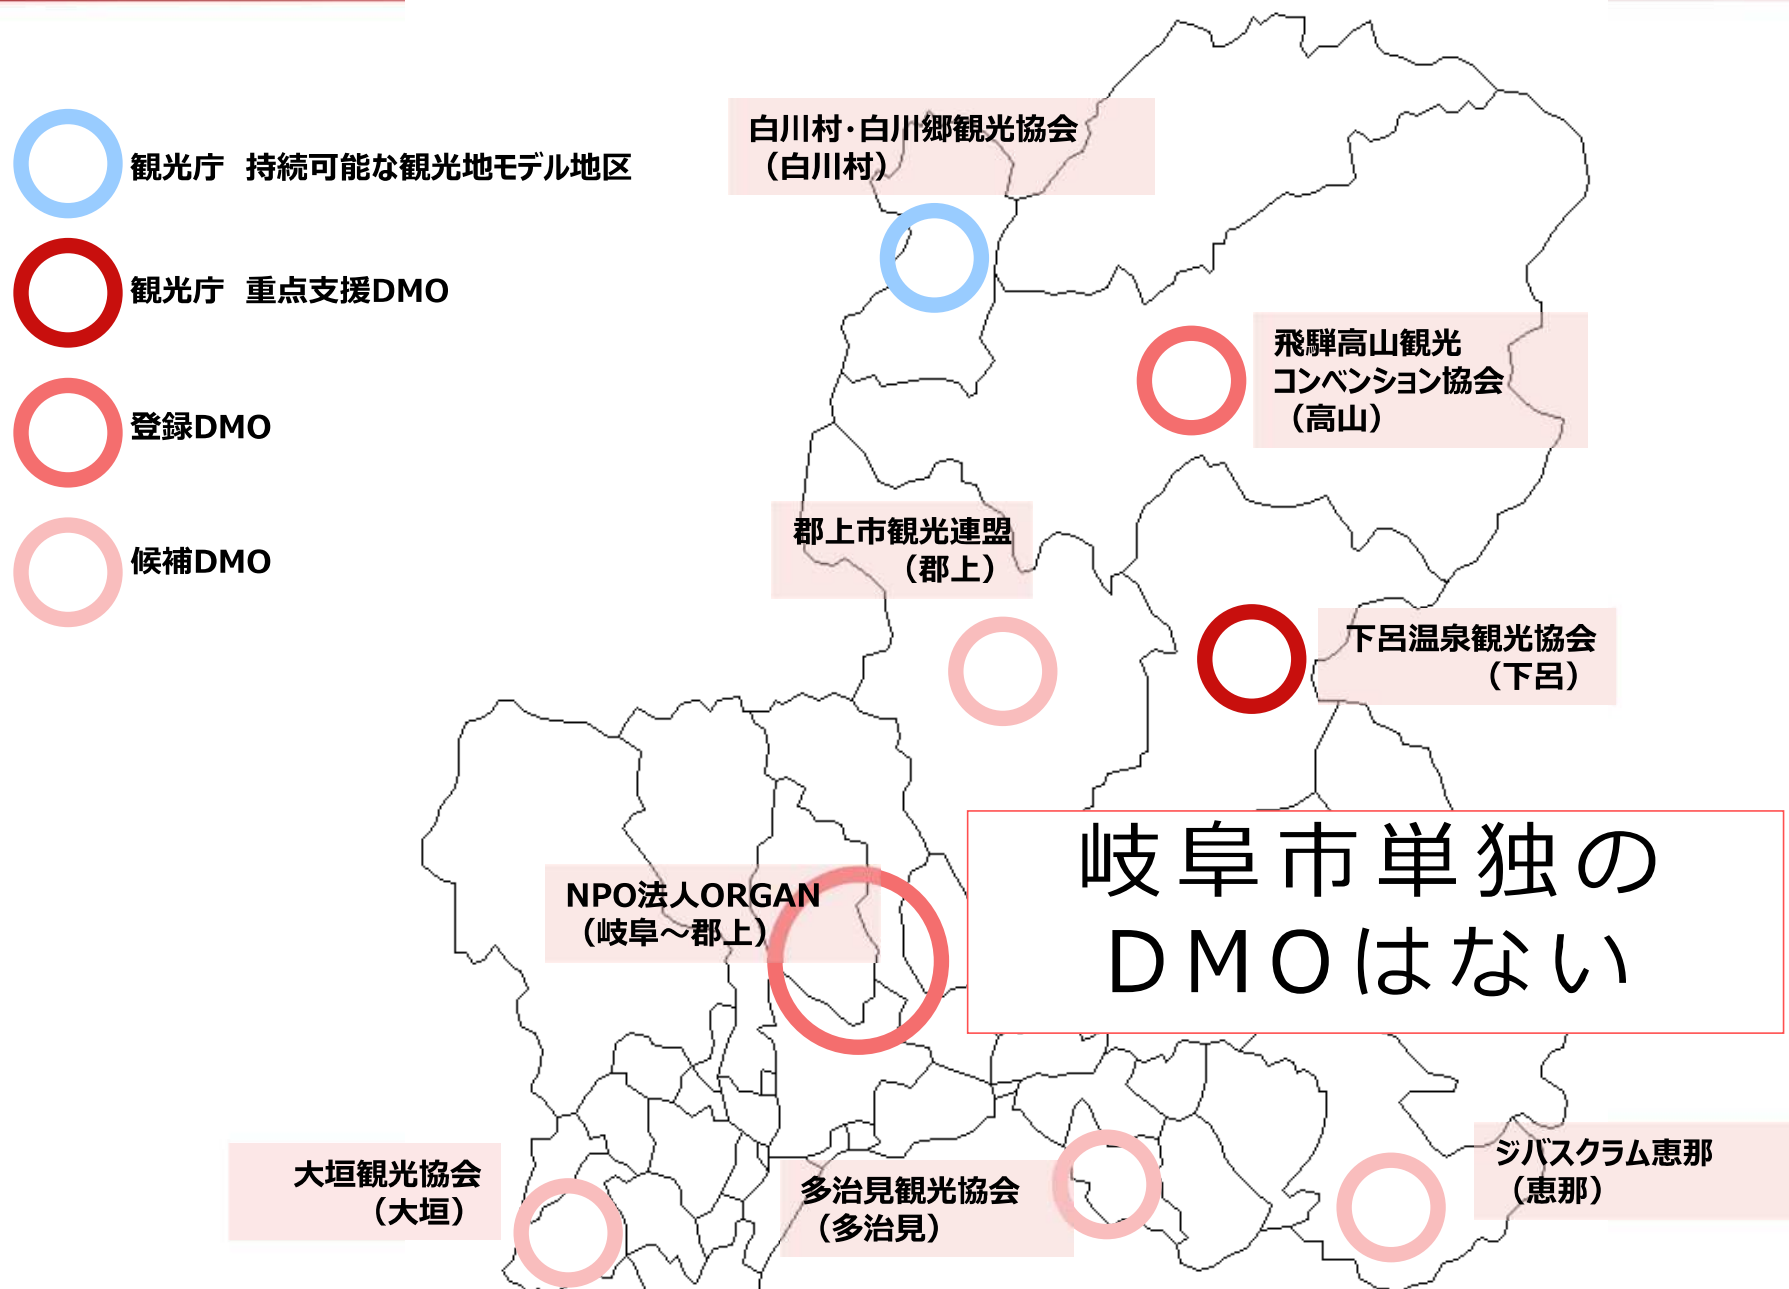 観光庁　持続可能な観光地モデル地区
観光庁　重点支援DMO
登録DMO
候補DMO
白川村･白川郷観光協会
（白川村）
飛騨高山観光
コンベンション協会
（高山）
郡上市観光連盟
（郡上）
下呂温泉観光協会
（下呂）
岐阜市単独の
DMOはない
NPO法人ORGAN
（岐阜～郡上）
大垣観光協会
（大垣）
多治見観光協会
（多治見）
ジバスクラム恵那
（恵那）